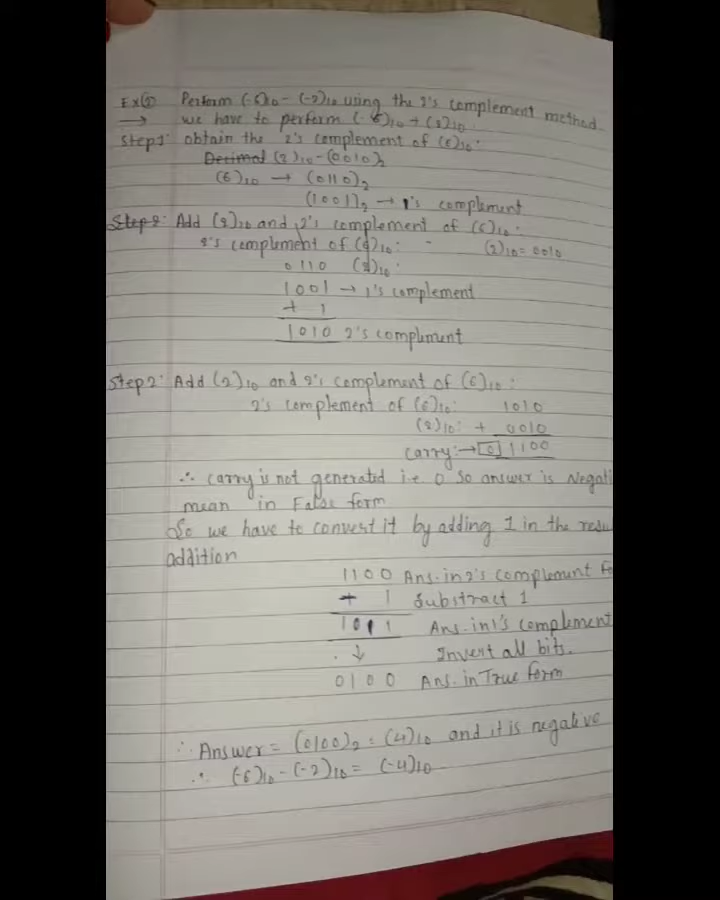 Ex⑤ Perform (-6)10 - (-2)10 using the 2's complement method
→ we have to perform (-6)10 + (2)10.
Step1: obtain the 2's complement of (6)10:
Decimal (2)10 - (0010)2
(6)10 → (0110)2
(1001)2 → 1's complement
Step2: Add (2)10 and 2's complement of (6)10:
2's complement of (6)10: (2)10 = 0010
0110 (2)10:
1001 → 1's complement
+ 1
1010 2's complement
Step2: Add (2)10 and 2's complement of (6)10:
2's complement of (6)10: 1010
(2)10: + 0010
carry: → 0 1100
∴ carry is not generated i.e 0 so answer is Negati
mean in False form
So we have to convert it by adding 1 in the resu
addition
1100 Ans. in 2's complement fo
+ 1 Substract 1
1011 Ans. in 1's complement
↓ Invert all bits.
0100 Ans. in True form
∴ Answer = (0100)2 = (4)10 and it is negative
∴ (-6)10 - (-2)10 = (-4)10